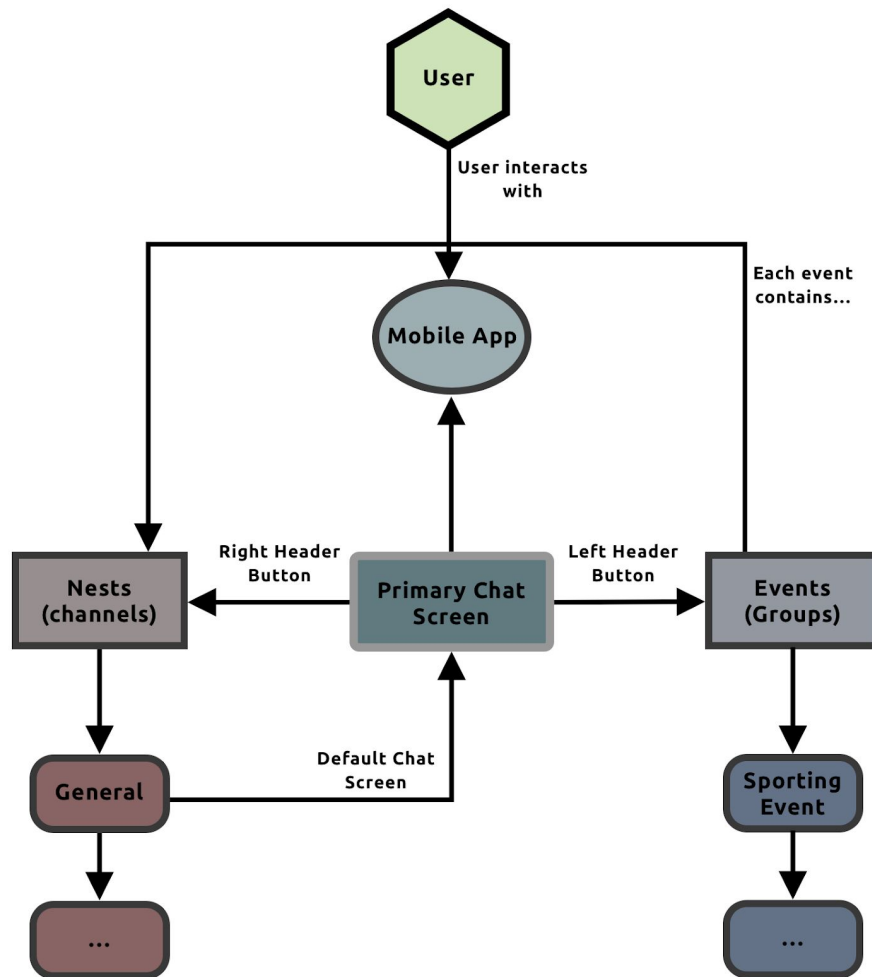 User
User interacts
with
Each event
contains...
Mobile App
Right Header
Button
Left Header
Button
Nests
(channels)
Primary Chat
Screen
Events
(Groups)
Default Chat
Screen
General
Sporting
Event
...
...